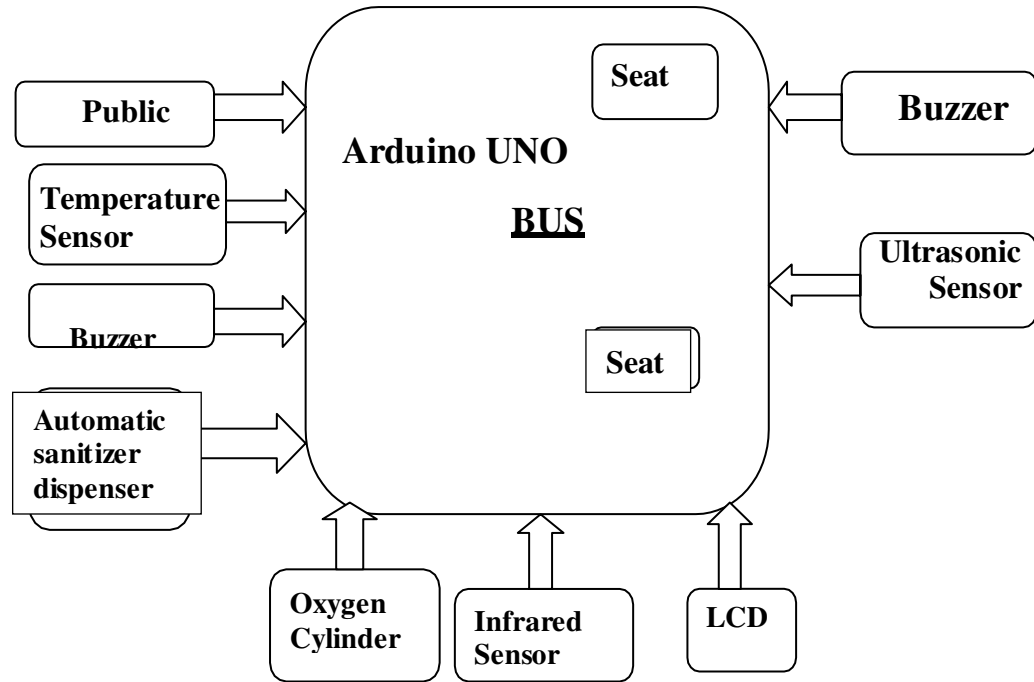 Public
Temperature
Sensor
Buzzer
Automatic
sanitizer
dispenser
Seat
Arduino UNO
BUS
Seat
Buzzer
Ultrasonic
Sensor
Oxygen
Cylinder
Infrared
Sensor
LCD